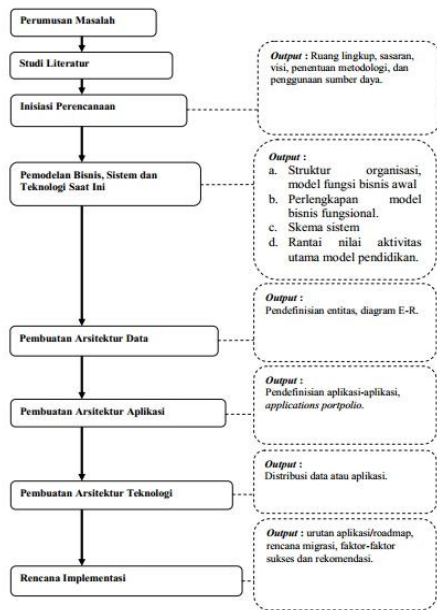 Perumusan Masalah
Studi Literatur
Inisiasi Perencanaan
Output : Ruang lingkup, sasaran,
visi, penentuan metodologi, dan
penggunaan sumber daya.
Pemodelan Bisnis, Sistem dan
Teknologi Saat Ini
Output :
a. Struktur organisasi,
model fungsi bisnis awal
b. Perlengkapan model
bisnis fungsional.
c. Skema sistem
d. Rantai nilai aktivitas
utama model pendidikan.
Pembuatan Arsitektur Data
Output :
Pendefinisian entitas, diagram E-R.
Pembuatan Arsitektur Aplikasi
Output :
Pendefinisian aplikasi-aplikasi,
applications portpolio.
Pembuatan Arsitektur Teknologi
Output :
Distribusi data atau aplikasi.
Rencana Implementasi
Output : urutan aplikasi/roadmap,
rencana migrasi, faktor-faktor
sukses dan rekomendasi.